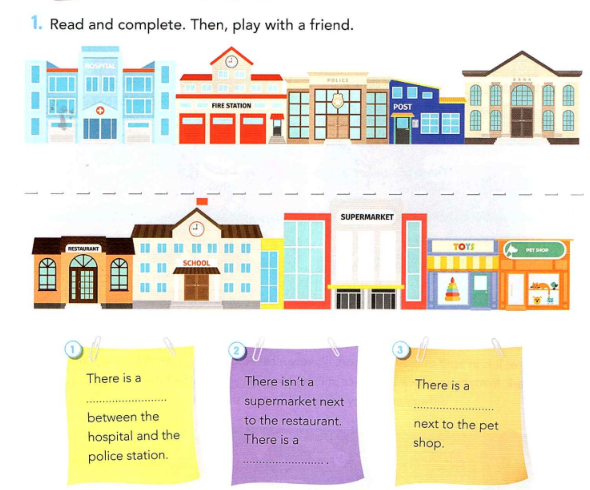 1. Read and complete. Then, play with a friend.
HOSPITAL
FIRE STATION
POLICE
POST
BANK
RESTAURANT
SCHOOL
SUPERMARKET
TOYS
PET SHOP
1
There is a
........................
between the
hospital and the
police station.
2
There isn't a
supermarket next
to the restaurant.
There is a
........................
3
There is a
........................
next to the pet
shop.